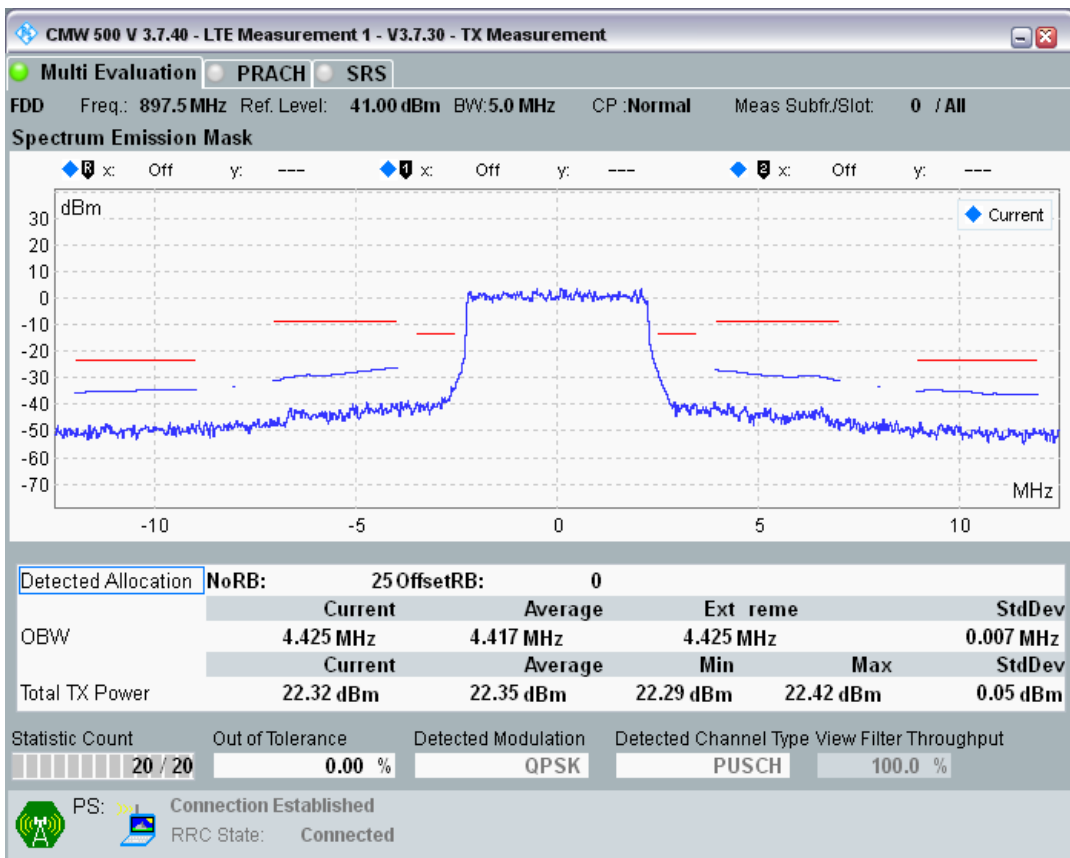 CMW 500 V 3.7.40 - LTE Measurement 1 - V3.7.30 - TX Measurement
Multi Evaluation PRACH SRS
FDD Freq.: 897.5 MHz Ref. Level: 41.00 dBm BW: 5.0 MHz CP : Normal Meas Subfr./Slot: 0 / All
Spectrum Emission Mask
R x: Off y: --- 1 x: Off y: --- 2 x: Off y: ---
dBm
Current
30
20
10
0
-10
-20
-30
-40
-50
-60
-70
MHz
-10 -5 0 5 10
Detected Allocation NoRB: 25 OffsetRB: 0
Current Average Ext reme StdDev
OBW 4.425 MHz 4.417 MHz 4.425 MHz 0.007 MHz
Current Average Min Max StdDev
Total TX Power 22.32 dBm 22.35 dBm 22.29 dBm 22.42 dBm 0.05 dBm
Statistic Count Out of Tolerance Detected Modulation Detected Channel Type View Filter Throughput
20 / 20 0.00 % QPSK PUSCH 100.0 %
PS: Connection Established
RRC State: Connected